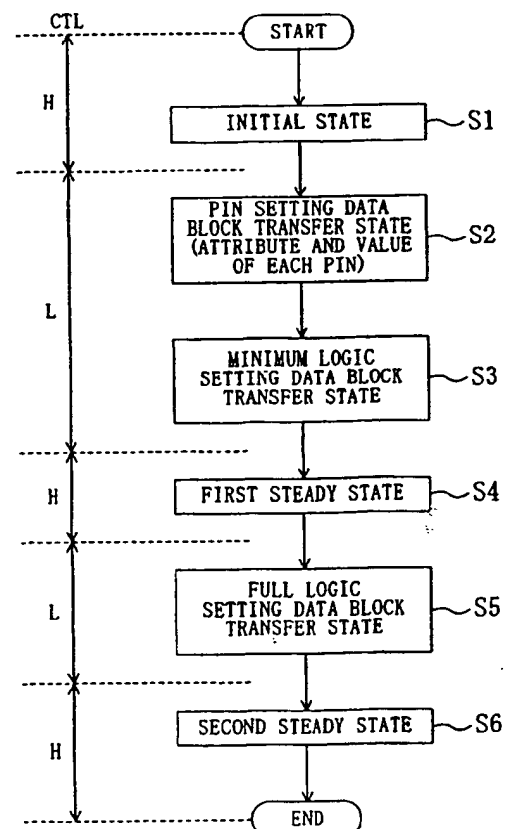 CTL
START
H
INITIAL STATE
S1
PIN SETTING DATA
BLOCK TRANSFER STATE
(ATTRIBUTE AND VALUE
OF EACH PIN)
S2
L
MINIMUM LOGIC
SETTING DATA BLOCK
TRANSFER STATE
S3
H
FIRST STEADY STATE
S4
L
FULL LOGIC
SETTING DATA BLOCK
TRANSFER STATE
S5
H
SECOND STEADY STATE
S6
END